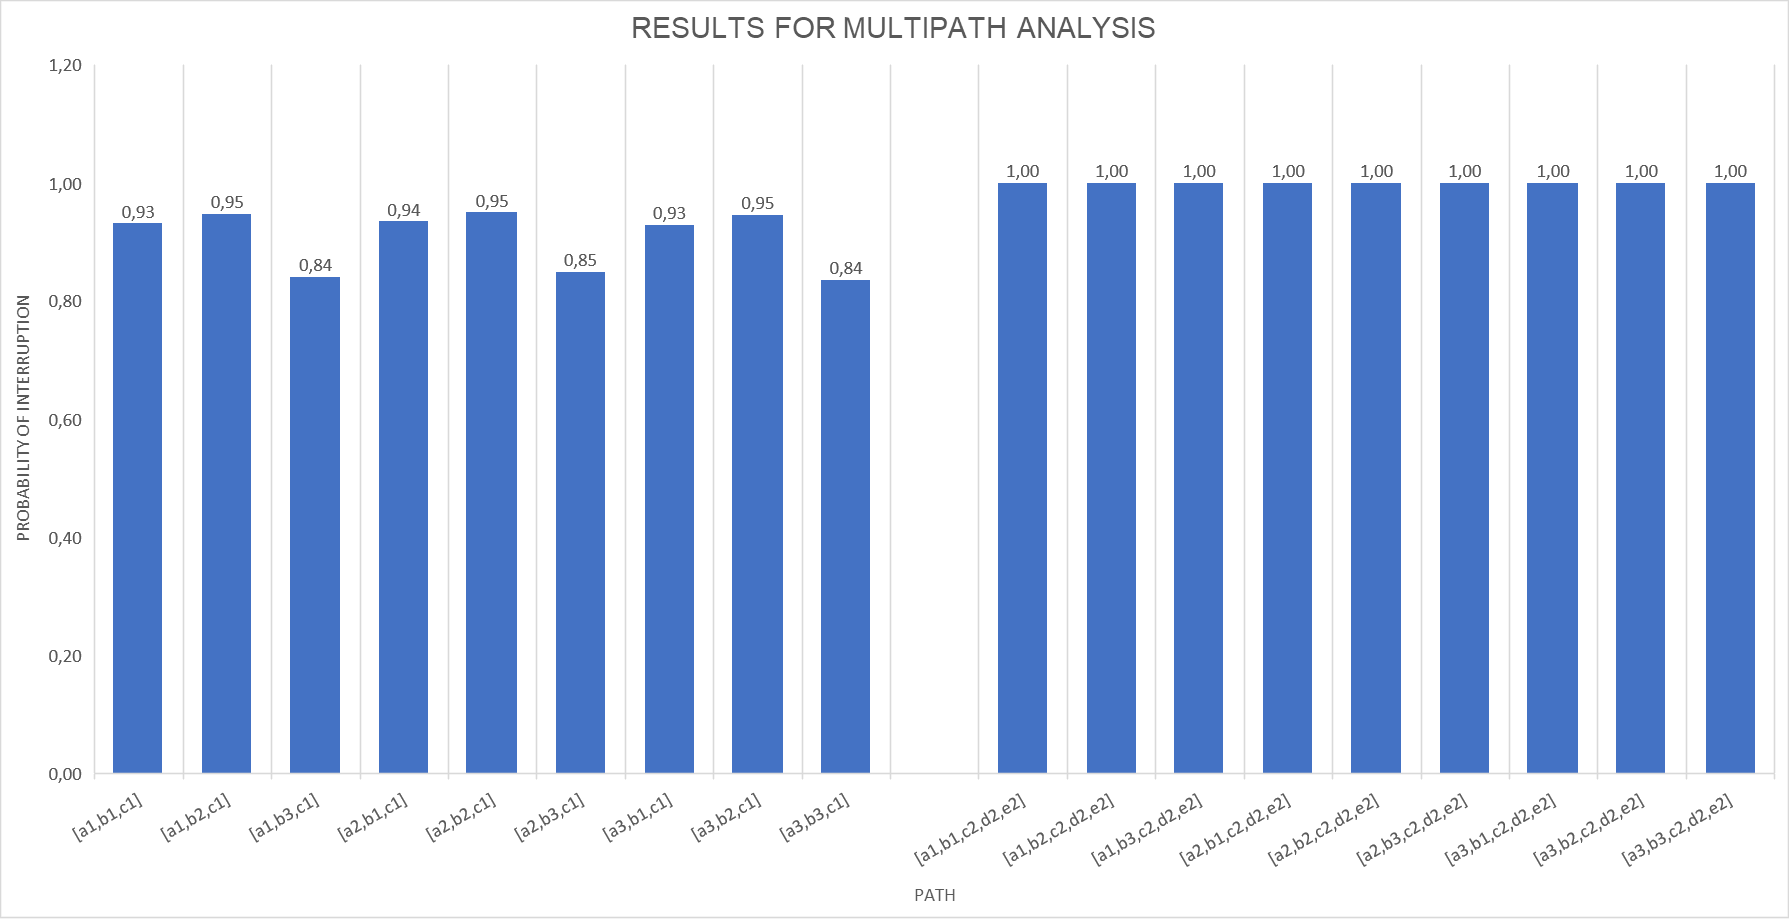 RESULTS FOR MULTIPATH ANALYSIS
PROBABILITY OF INTERRUPTION
1,20
1,00
0,80
0,60
0,40
0,20
0,00
0,93
0,95
0,84
0,94
0,95
0,85
0,93
0,95
0,84
1,00
1,00
1,00
1,00
1,00
1,00
1,00
1,00
1,00
[a1,b1,c1]
[a1,b2,c1]
[a1,b3,c1]
[a2,b1,c1]
[a2,b2,c1]
[a2,b3,c1]
[a3,b1,c1]
[a3,b2,c1]
[a3,b3,c1]
[a1,b1,c2,d2,e2]
[a1,b2,c2,d2,e2]
[a1,b3,c2,d2,e2]
[a2,b1,c2,d2,e2]
[a2,b2,c2,d2,e2]
[a2,b3,c2,d2,e2]
[a3,b1,c2,d2,e2]
[a3,b2,c2,d2,e2]
[a3,b3,c2,d2,e2]
PATH